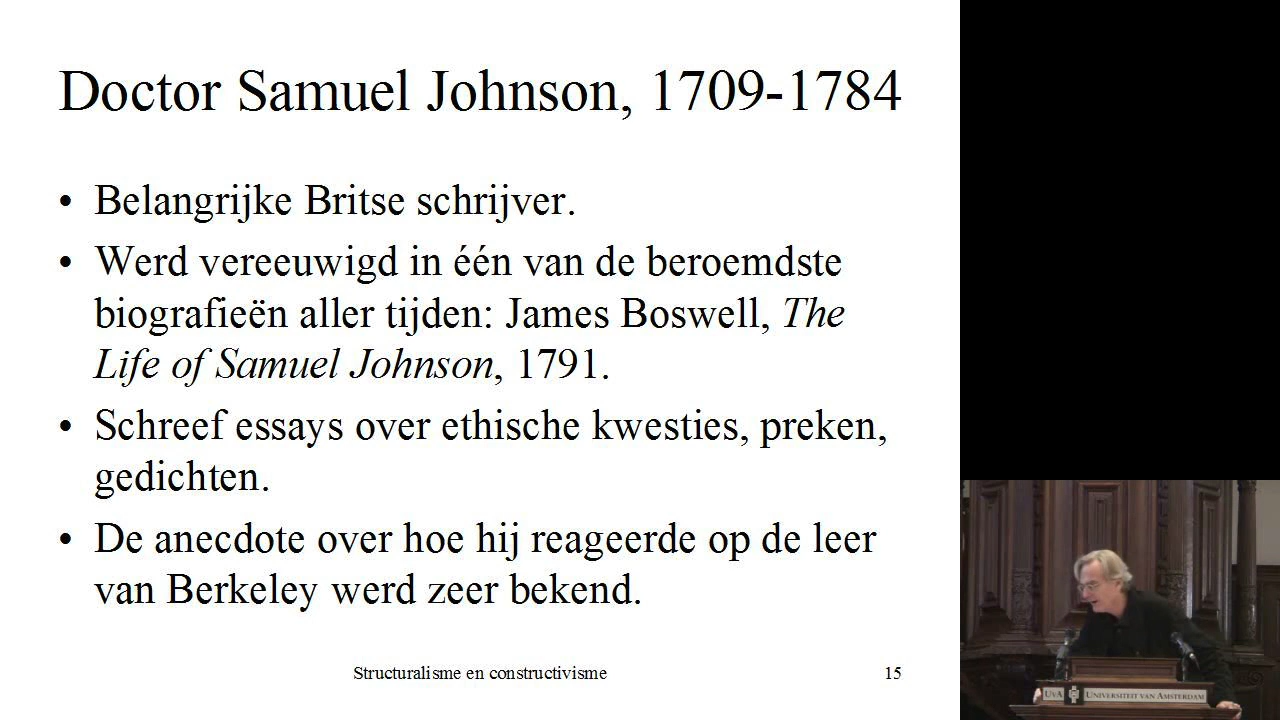 Doctor Samuel Johnson, 1709-1784
• Belangrijke Britse schrijver.
• Werd vereeuwigd in één van de beroemdste
biografieën aller tijden: James Boswell, The
Life of Samuel Johnson, 1791.
• Schreef essays over ethische kwesties, preken,
gedichten.
• De anecdote over hoe hij reageerde op de leer
van Berkeley werd zeer bekend.
Structuralisme en constructivisme 15
UvA UNIVERSITEIT VAN AMSTERDAM